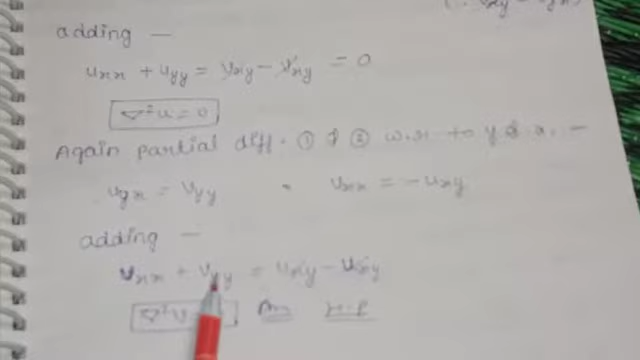 adding —
uxx + uyy = vxy - vxy = 0
∇²u = 0
Again partial diff. ① & ② w.r. to y & x. —
uyx = vyy , vxx = -uxy
adding —
vxx + vyy = uxy - uxy
∇²v
Ans H.P